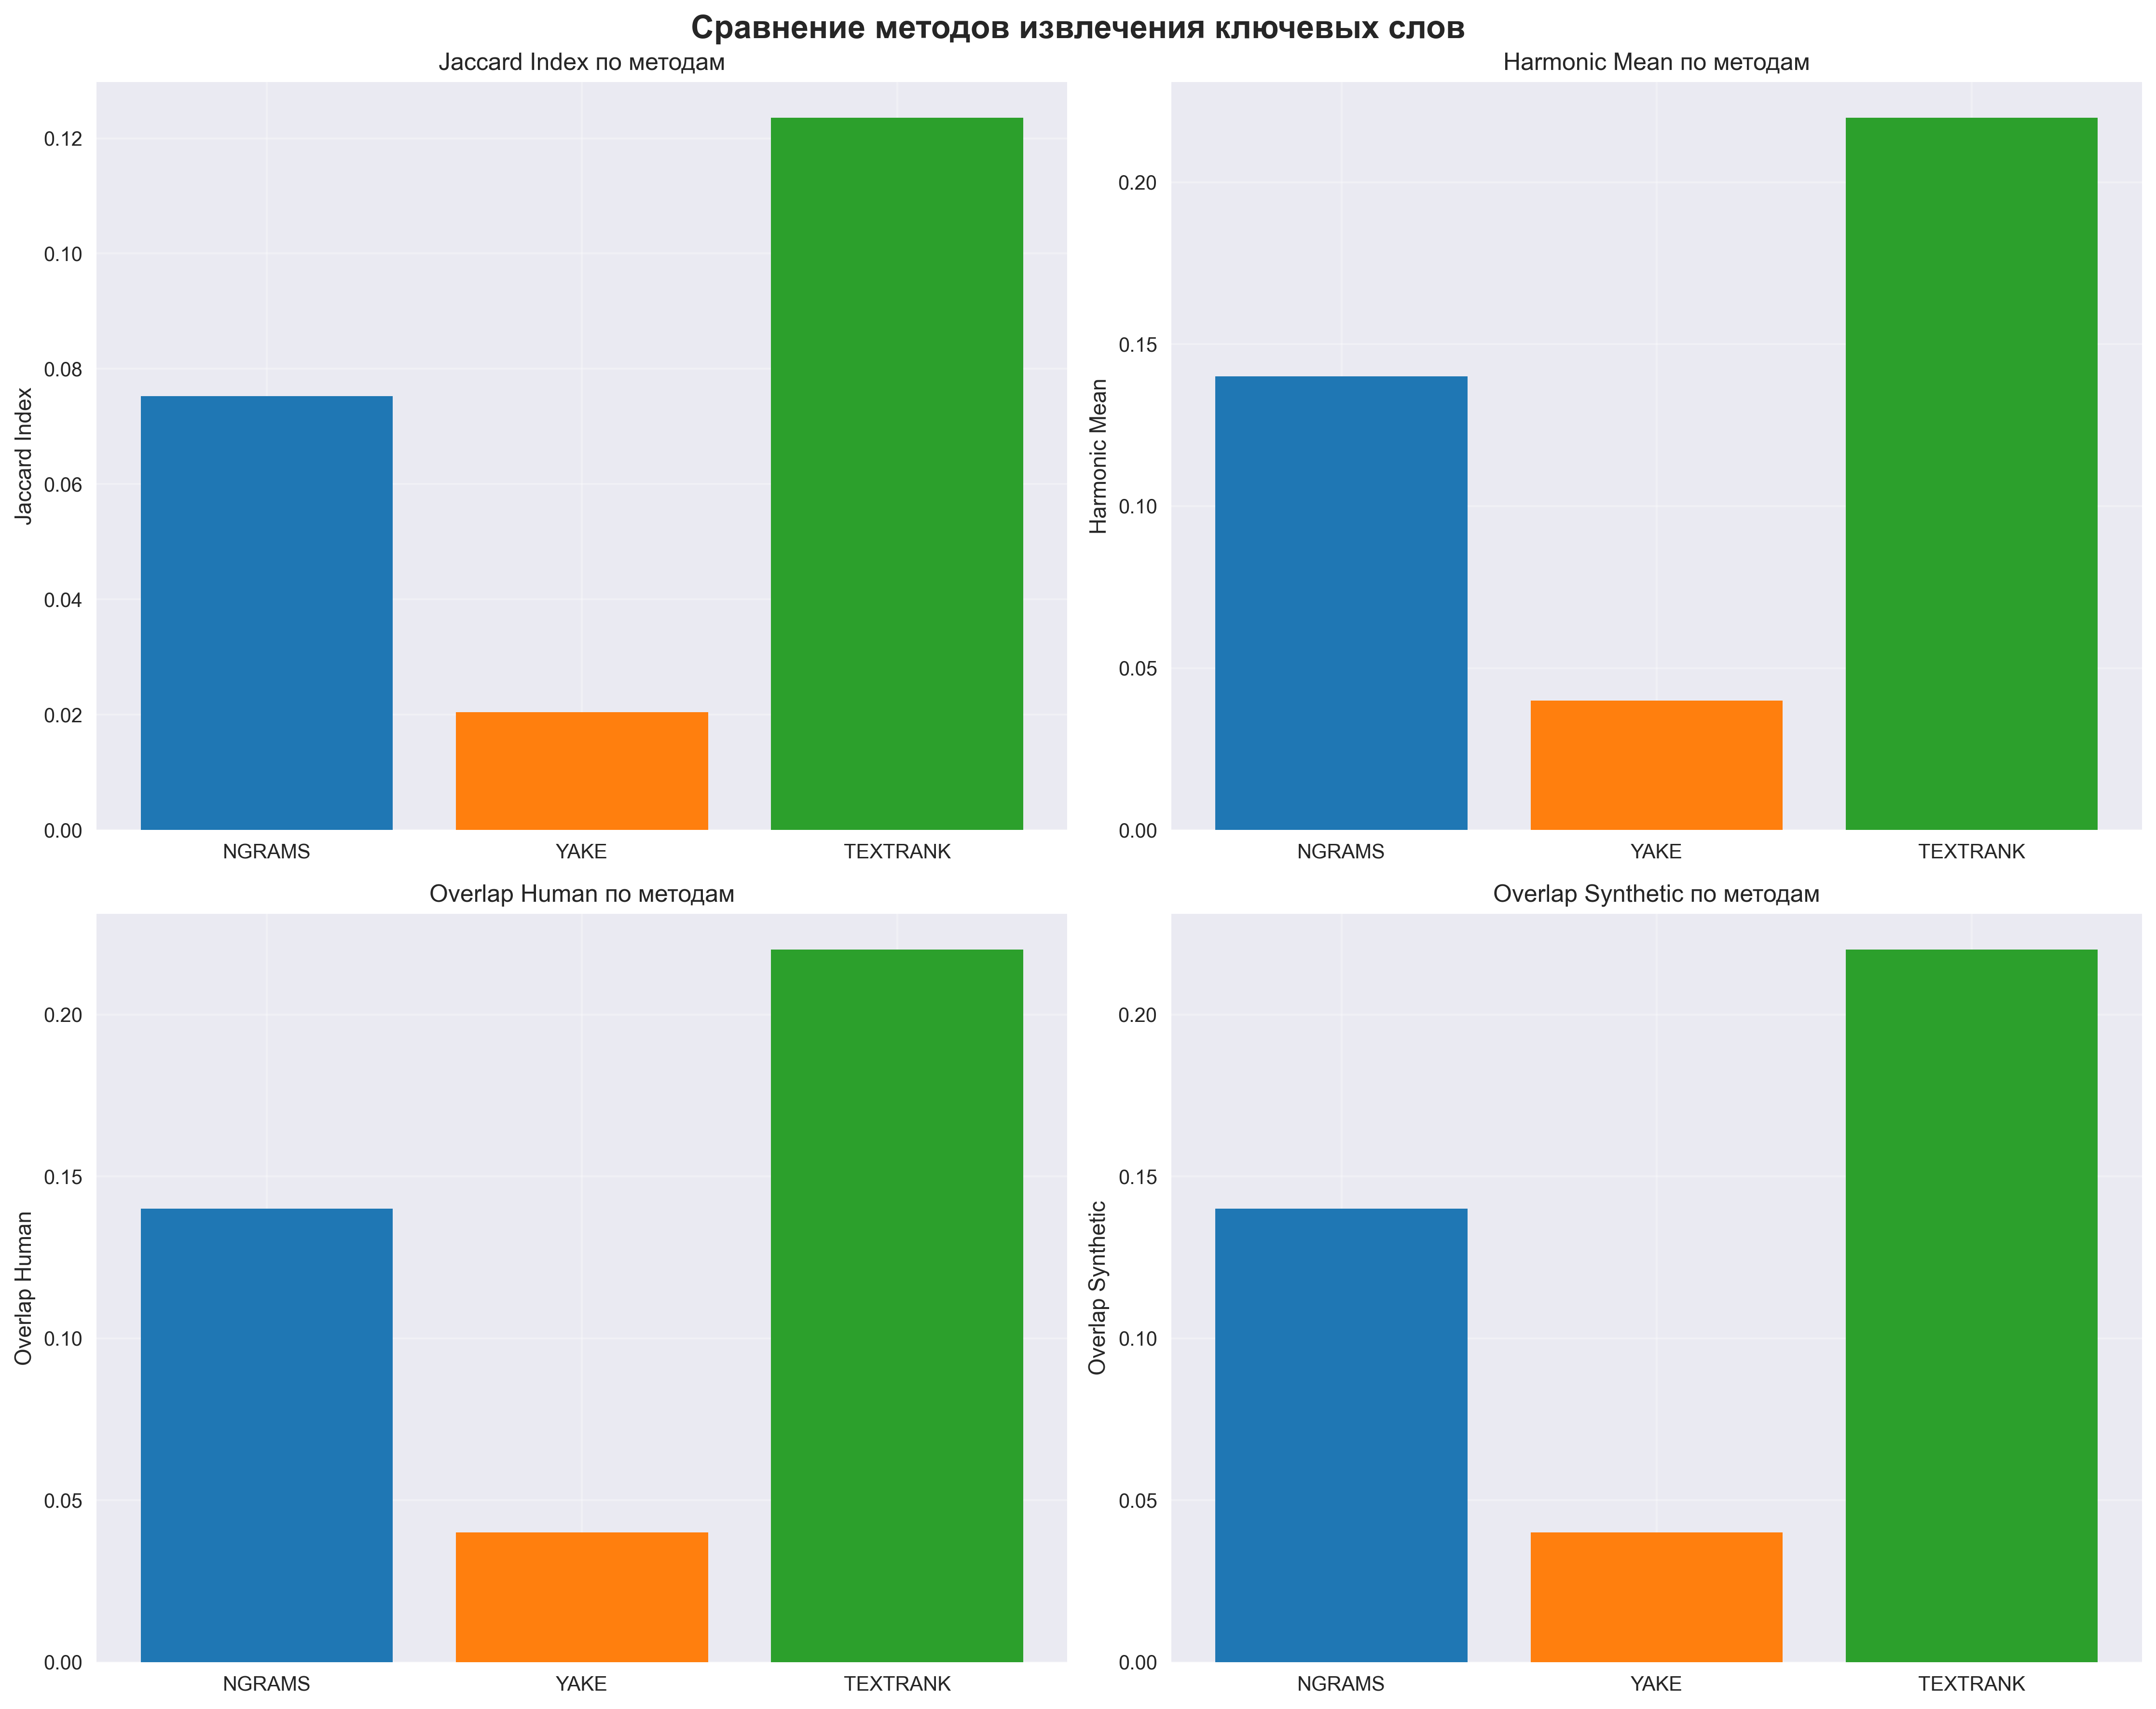 Сравнение методов извлечения ключевых слов
Jaccard Index по методам
Jaccard Index
0.12
0.10
0.08
0.06
0.04
0.02
0.00
NGRAMS YAKE TEXTRANK
Harmonic Mean по методам
Harmonic Mean
0.20
0.15
0.10
0.05
0.00
NGRAMS YAKE TEXTRANK
Overlap Human по методам
Overlap Human
0.20
0.15
0.10
0.05
0.00
NGRAMS YAKE TEXTRANK
Overlap Synthetic по методам
Overlap Synthetic
0.20
0.15
0.10
0.05
0.00
NGRAMS YAKE TEXTRANK